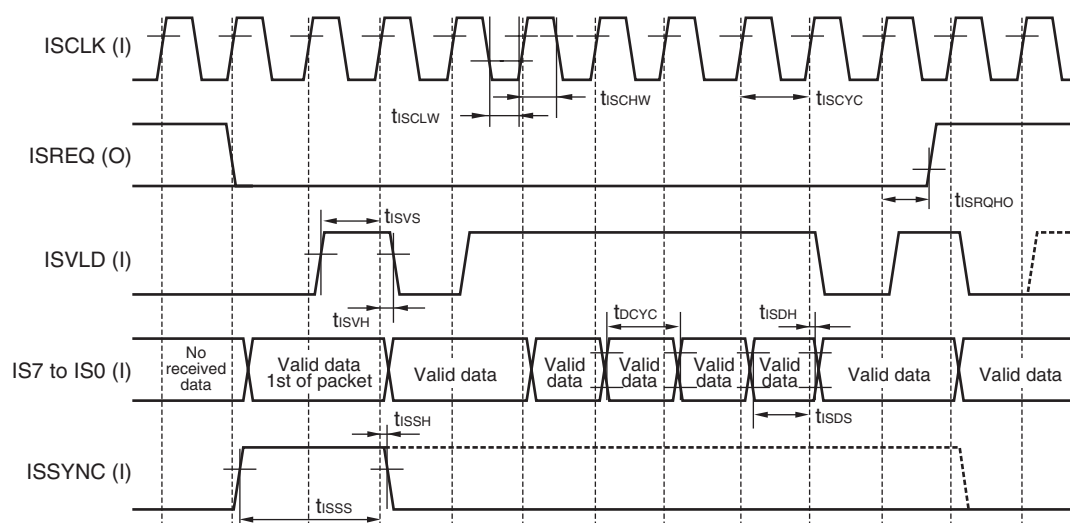 ISCLK (I)
tISCLW
tISCHW
tISCYC
ISREQ (O)
tISRQHO
tISVS
ISVLD (I)
tISVH
tDCYC
tISDH
IS7 to IS0 (I)
No
received
data
Valid data
1st of packet
Valid data
Valid
data
Valid
data
Valid
data
Valid
data
Valid data
Valid data
tISSH
tISDS
ISSYNC (I)
tISSS